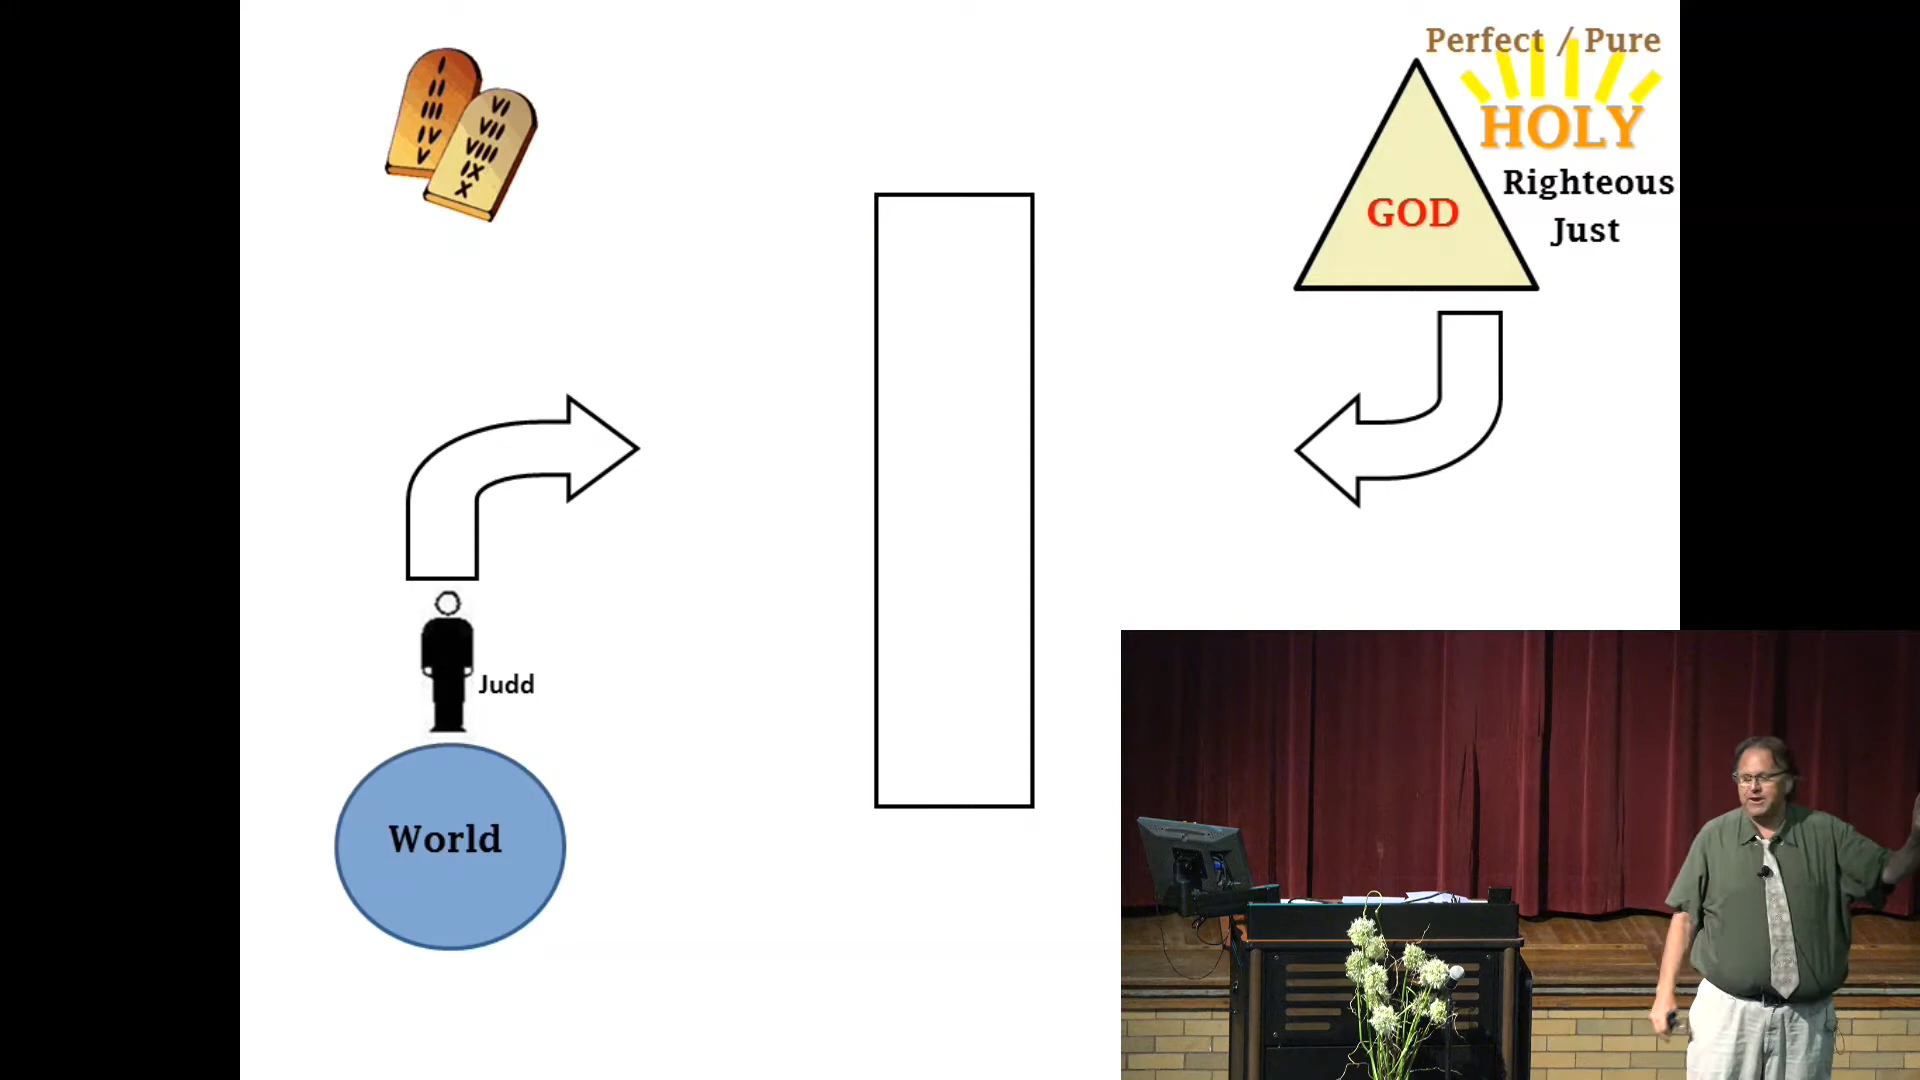 I
II
III
IV
V
VI
VII
VIII
IX
X
Perfect / Pure
HOLY
Righteous
Just
GOD
Judd
World